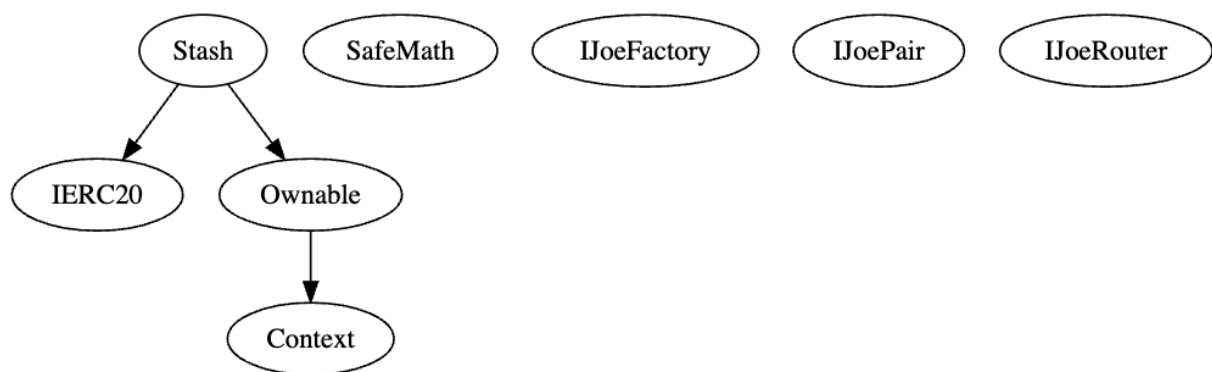 Stash
SafeMath
IJoeFactory
IJoePair
IJoeRouter
IERC20
Ownable
Context